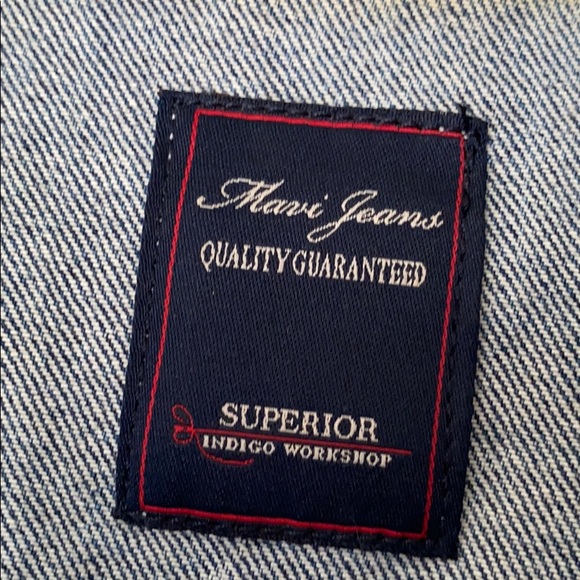 Mavi Jeans
QUALITY GUARANTEED
SUPERIOR
INDIGO WORKSHOP